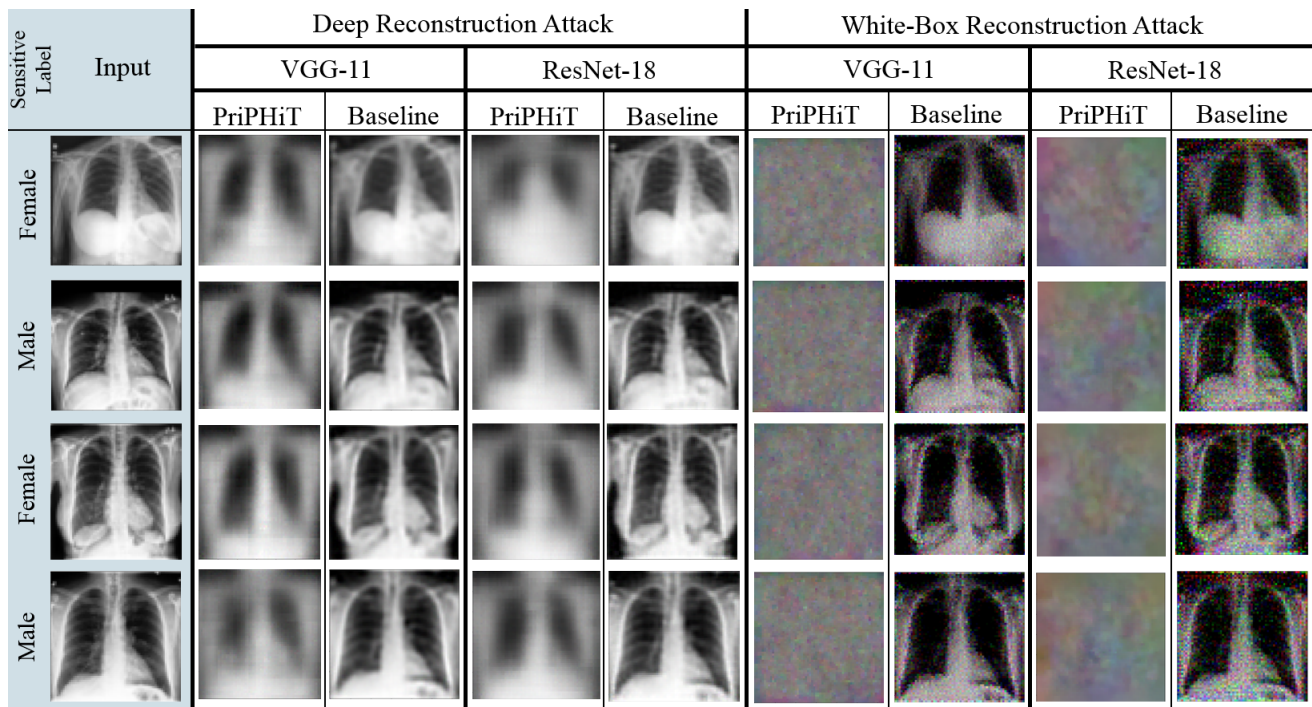 Sensitive
Label
Input
Deep Reconstruction Attack
White-Box Reconstruction Attack
VGG-11
ResNet-18
VGG-11
ResNet-18
PriPHiT
Baseline
PriPHiT
Baseline
PriPHiT
Baseline
PriPHiT
Baseline
Female
Male
Female
Male